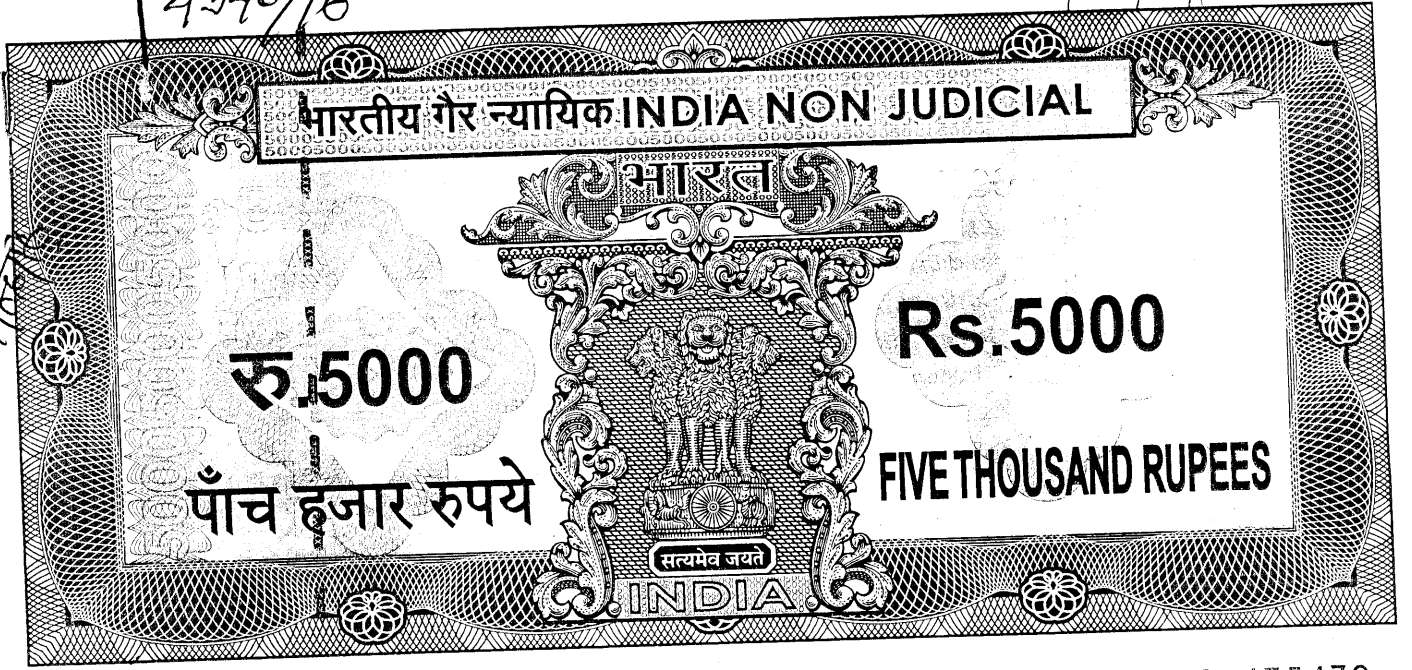 भारतीय गैर न्यायिक INDIA NON JUDICIAL
भारत
रु.5000
Rs.5000
पाँच हजार रुपये
FIVE THOUSAND RUPEES
सत्यमेव जयते
INDIA